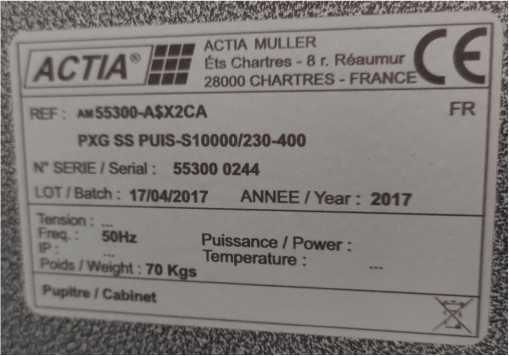 ACTIA®
ACTIA MULLER
Éts Chartres - 8 r. Réaumur
28000 CHARTRES - FRANCE
CE
REF : AM55300-A$X2CA
FR
PXG SS PUIS-S10000/230-400
N° SERIE / Serial : 55300 0244
LOT / Batch : 17/04/2017 ANNEE / Year : 2017
Tension : ...
Freq. : 50Hz
Puissance / Power :
IP : ...
Temperature : ...
Poids / Weight : 70 Kgs
Pupitre / Cabinet